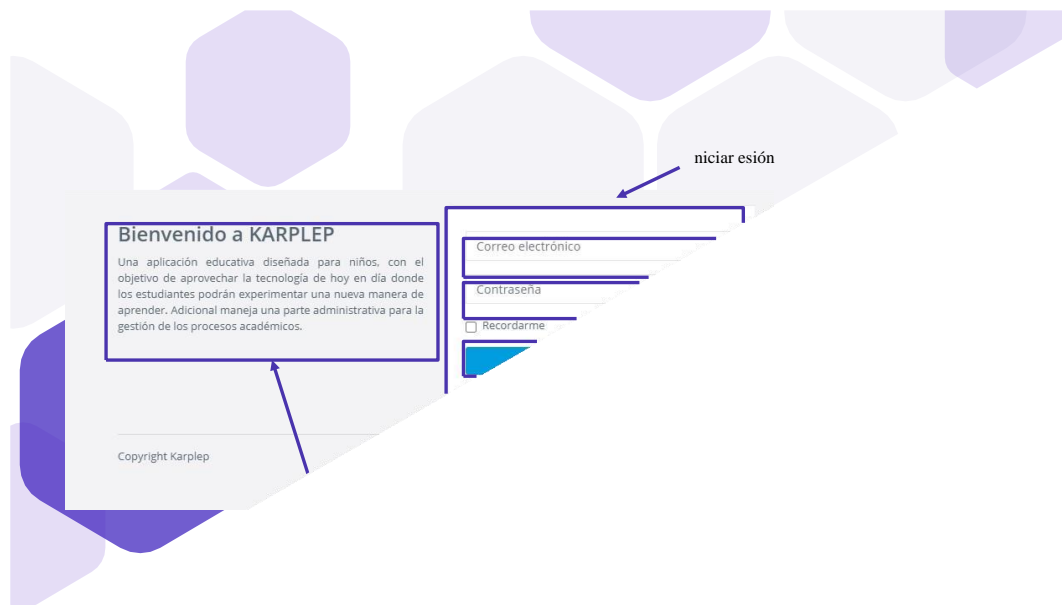 niciar esión
Bienvenido a KARPLEP
Una aplicación educativa diseñada para niños, con el
objetivo de aprovechar la tecnología de hoy en día donde
los estudiantes podrán experimentar una nueva manera de
aprender. Adicional maneja una parte administrativa para la
gestión de los procesos académicos.
Correo electrónico
Contraseña
Recordarme
Copyright Karplep